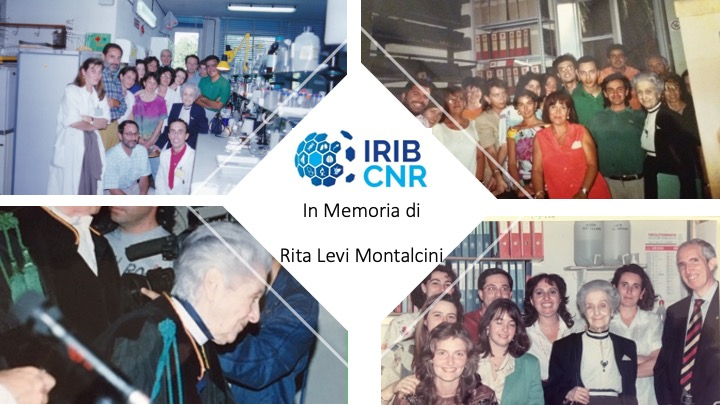 IRIB
CNR
In Memoria di
Rita Levi Montalcini